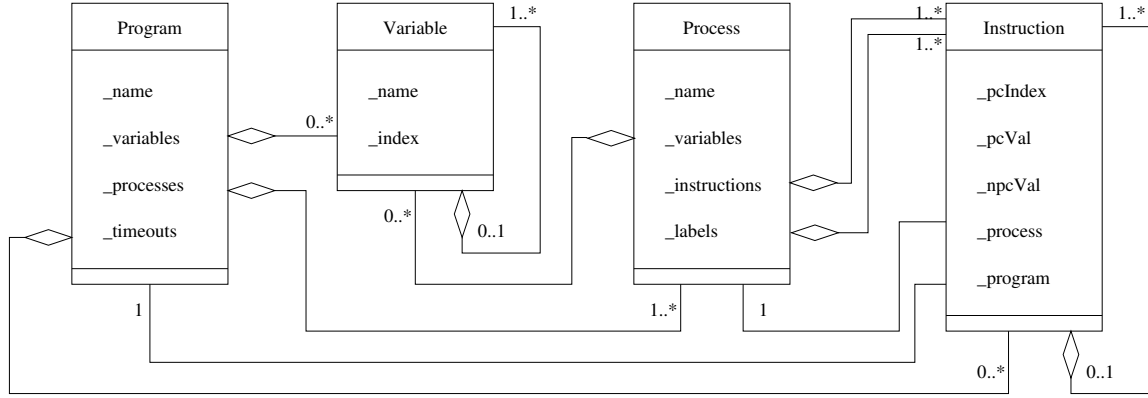 Program
_name
_variables
_processes
_timeouts
1
0..*
Variable
_name
_index
1..*
0..*
0..1
Process
_name
_variables
_instructions
_labels
1..*
1
1..*
1..*
Instruction
_pcIndex
_pcVal
_npcVal
_process
_program
1..*
0..*
0..1